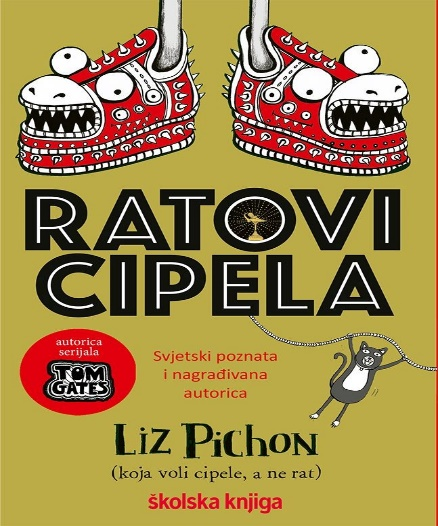 RATOVI
CIPELA
autorica
serijala
TOM
GATES
Svjetski poznata
i nagrađivana
autorica
Liz Pichon
(koja voli cipele, a ne rat)
školska knjiga